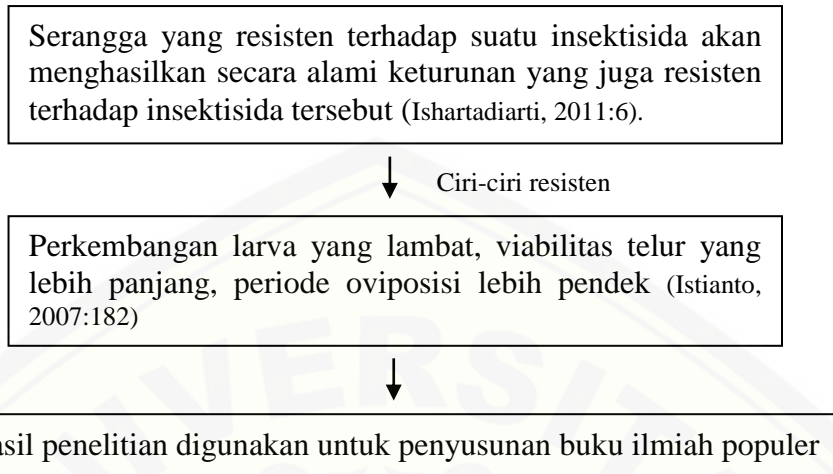 Serangga yang resisten terhadap suatu insektisida akan
menghasilkan secara alami keturunan yang juga resisten
terhadap insektisida tersebut (Ishartadiarti, 2011:6).
Ciri-ciri resisten
Perkembangan larva yang lambat, viabilitas telur yang
lebih panjang, periode oviposisi lebih pendek (Istianto,
2007:182)
asil penelitian digunakan untuk penyusunan buku ilmiah populer
VERSIT